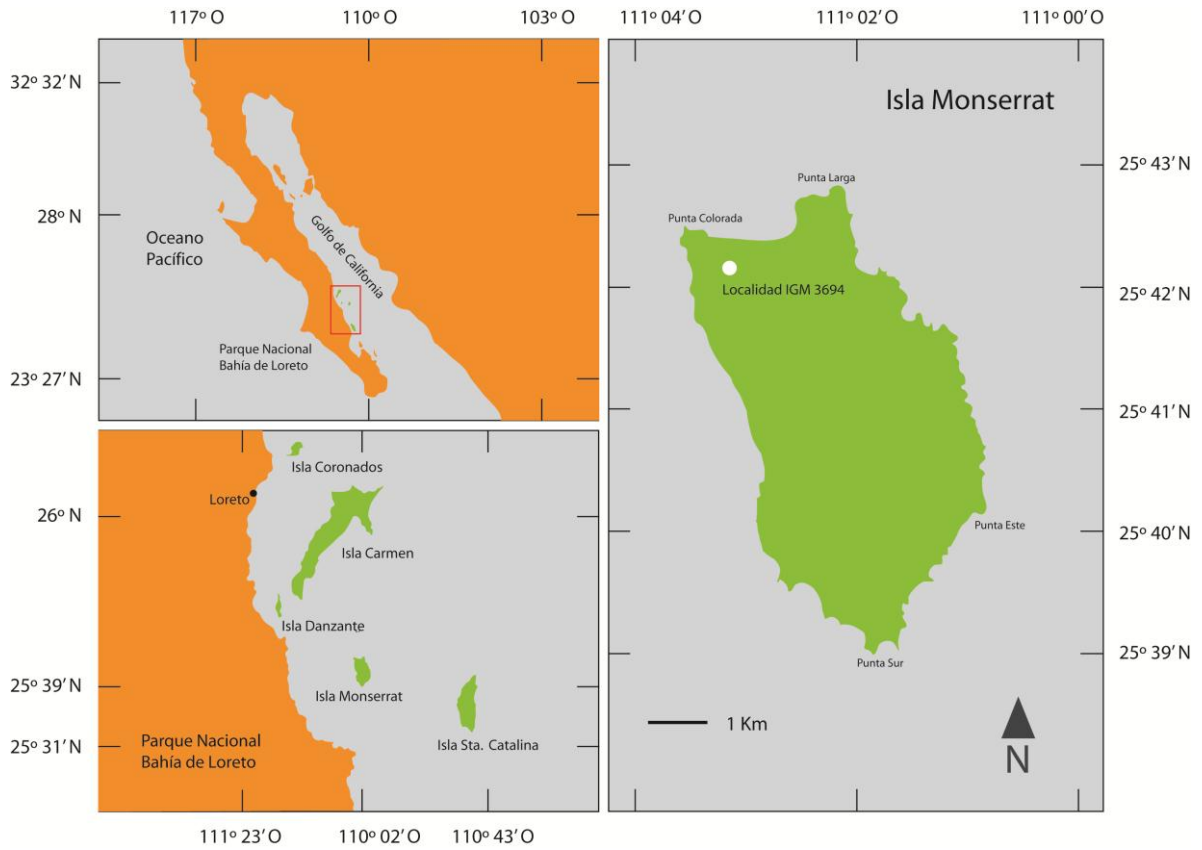 117º O
110º O
103º O
32º 32’ N
28º N
23º 27’ N
Oceano
Pacífico
Golfo de California
Parque Nacional
Bahía de Loreto
26º N
25º 39’ N
25º 31’ N
Isla Coronados
Loreto
Isla Carmen
Isla Danzante
Isla Monserrat
Isla Sta. Catalina
Parque Nacional
Bahía de Loreto
111º 23’ O
110º 02’ O
110º 43’ O
111º 04’ O
111º 02’ O
111º 00’ O
Isla Monserrat
25º 43’ N
25º 42’ N
25º 41’ N
25º 40’ N
25º 39’ N
Punta Larga
Punta Colorada
Localidad IGM 3694
Punta Este
Punta Sur
1 Km
N